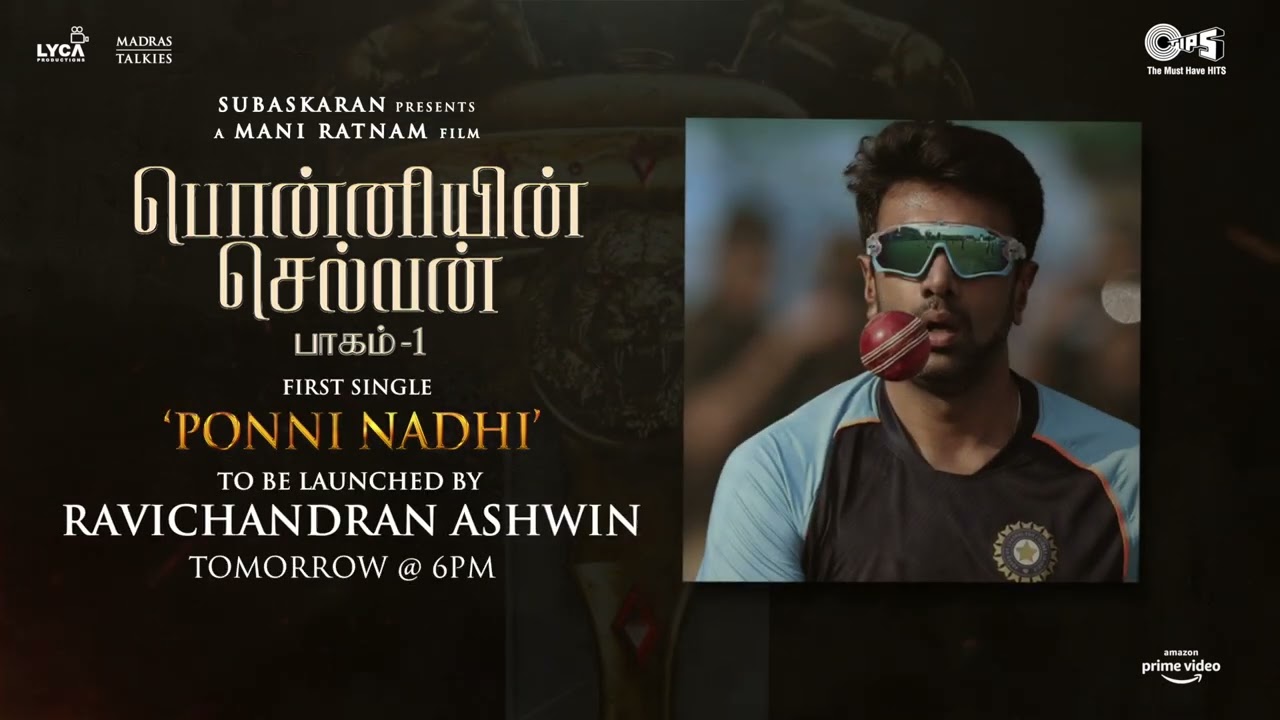 LYCA
PRODUCTIONS
MADRAS
TALKIES
TIPS
The Must Have HITS
SUBASKARAN PRESENTS
A MANI RATNAM FILM
பொன்னியின்
செல்வன்
பாகம்-1
FIRST SINGLE
‘PONNI NADHI’
TO BE LAUNCHED BY
RAVICHANDRAN ASHWIN
TOMORROW @ 6PM
amazon
prime video